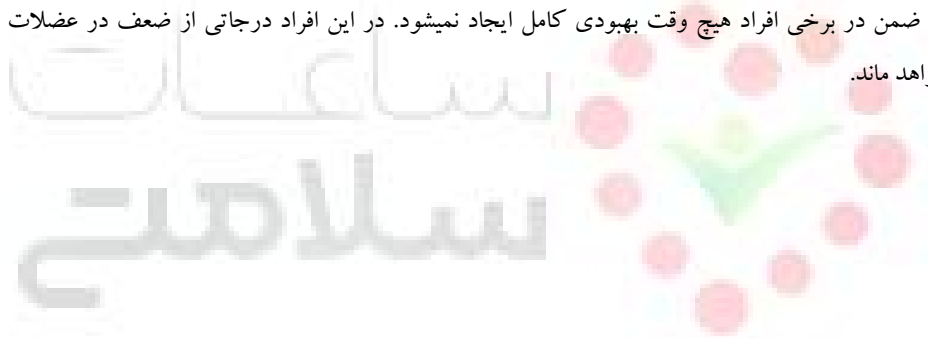 ضمن در برخی افراد هیچ وقت بهبودی کامل ایجاد نمیشود. در این افراد درجاتی از ضعف در عضلات
ماند.
ساعت
سلامت